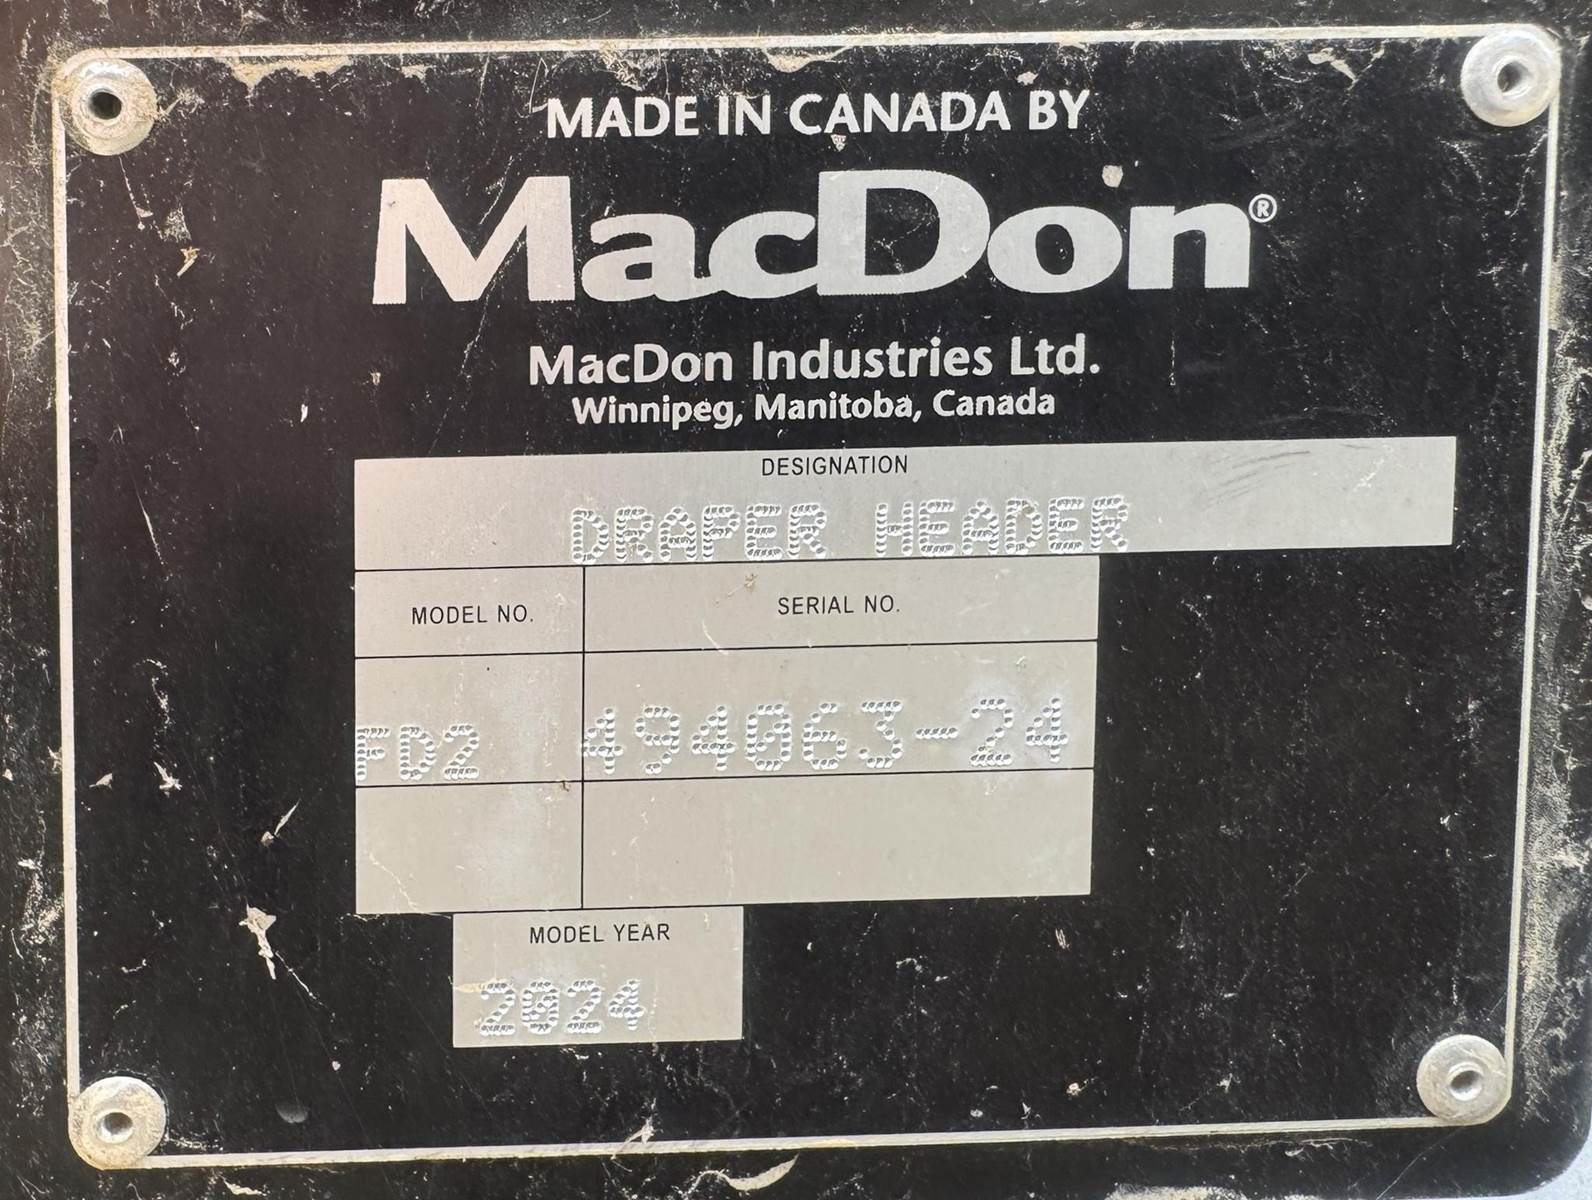 MADE IN CANADA BY
MacDon®
MacDon Industries Ltd.
Winnipeg, Manitoba, Canada
DESIGNATION
DRAPER HEADER
MODEL NO. SERIAL NO.
FD2 494063-24
MODEL YEAR
2024